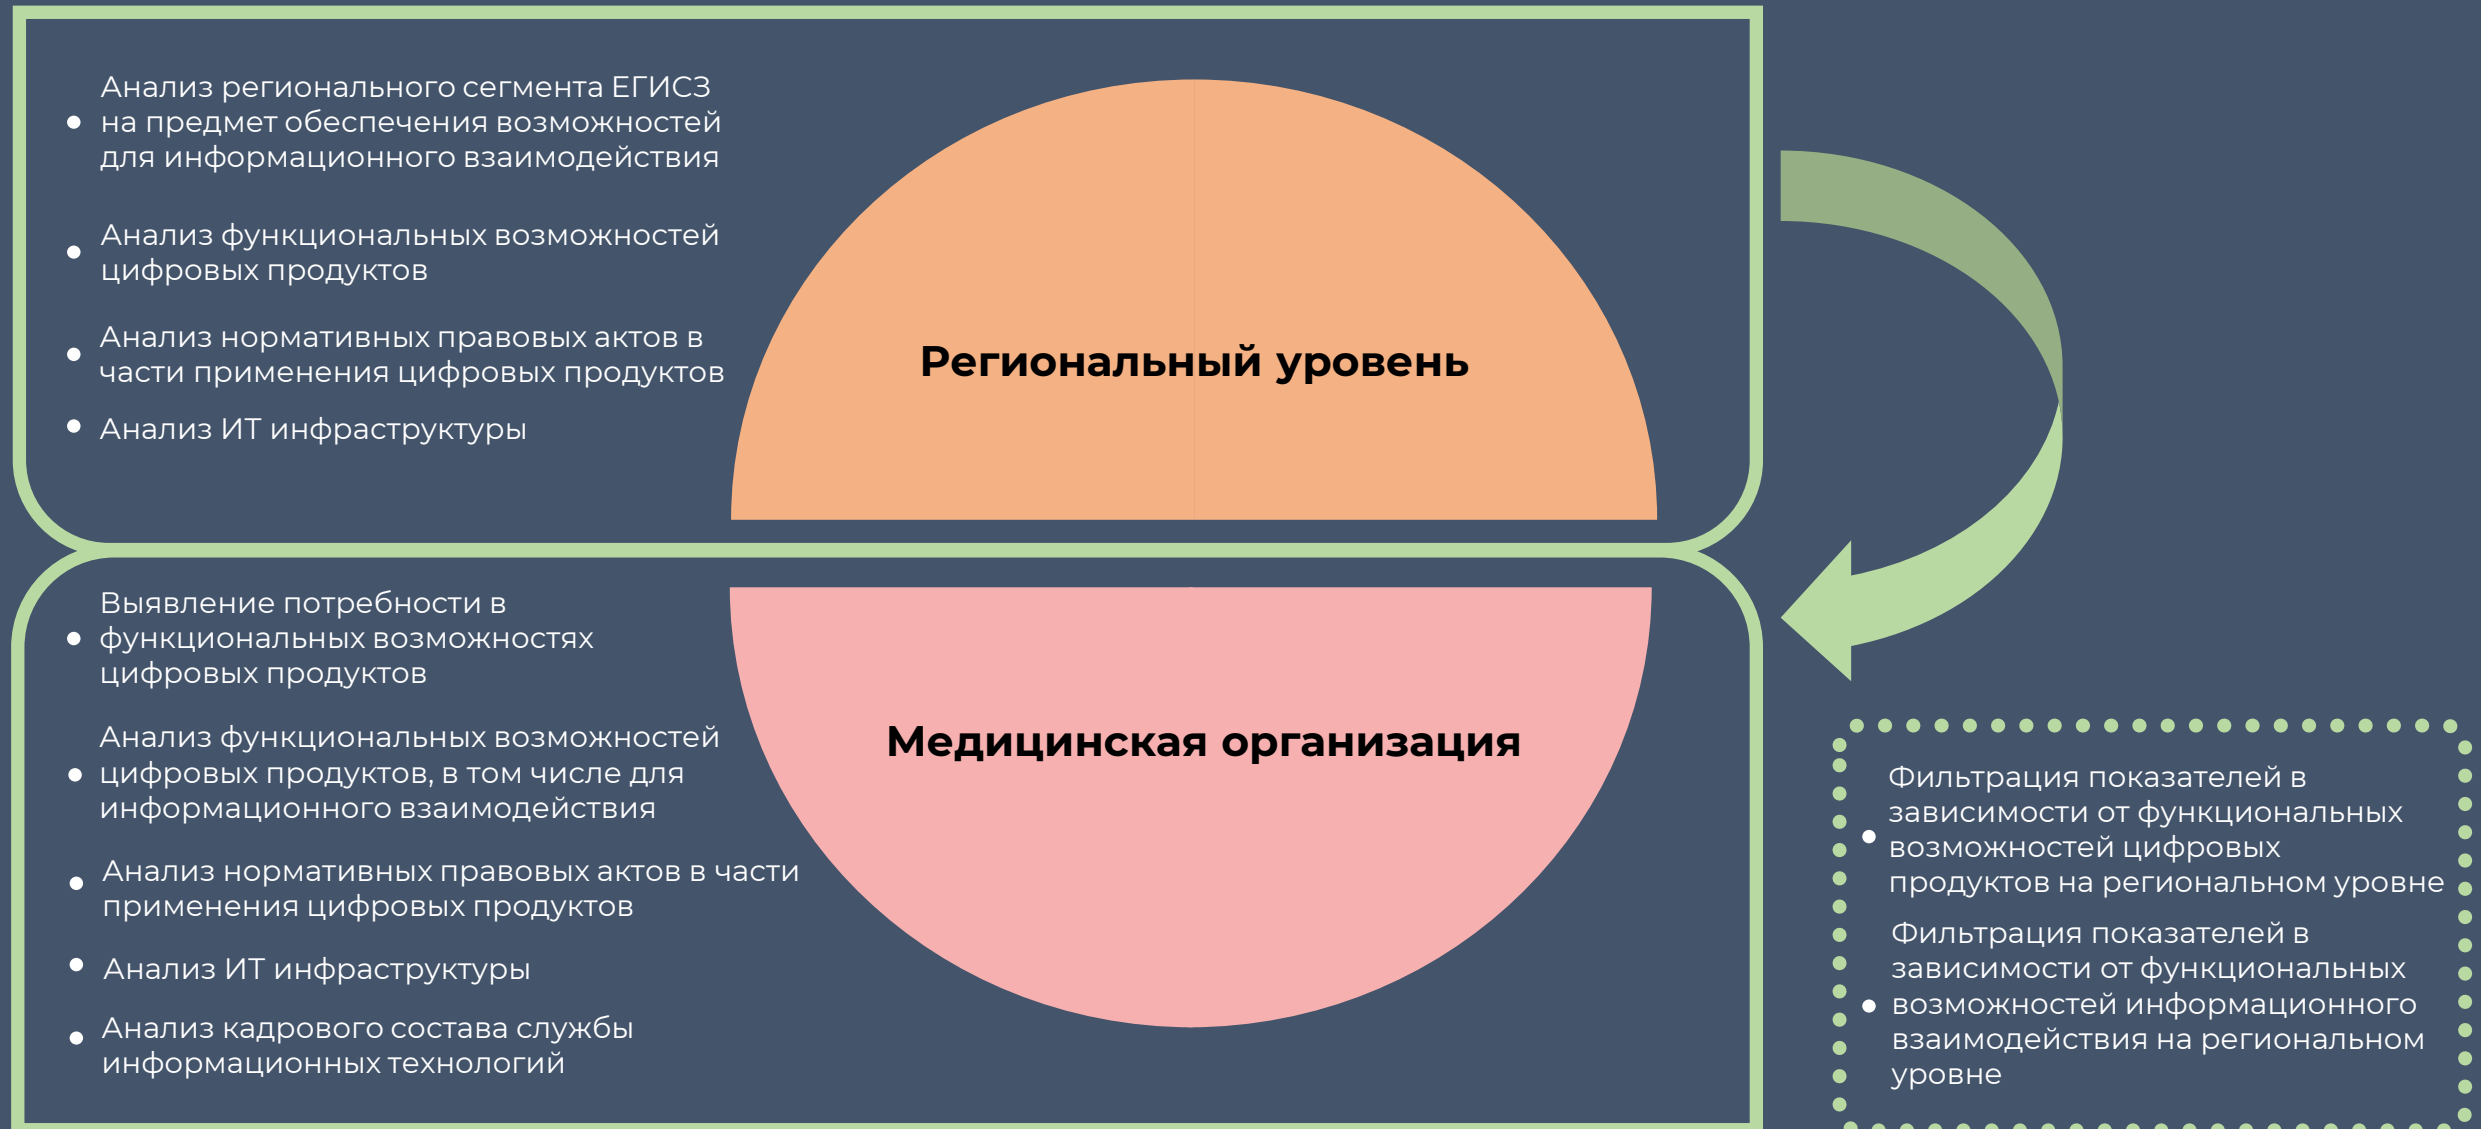 Анализ регионального сегмента ЕГИСЗ
на предмет обеспечения возможностей
для информационного взаимодействия
Анализ функциональных возможностей
цифровых продуктов
Анализ нормативных правовых актов в
части применения цифровых продуктов
Анализ ИТ инфраструктуры
Региональный уровень
Выявление потребности в
функциональных возможностях
цифровых продуктов
Анализ функциональных возможностей
цифровых продуктов, в том числе для
информационного взаимодействия
Анализ нормативных правовых актов в части
применения цифровых продуктов
Анализ ИТ инфраструктуры
Анализ кадрового состава службы
информационных технологий
Медицинская организация
Фильтрация показателей в
зависимости от функциональных
возможностей цифровых
продуктов на региональном уровне
Фильтрация показателей в
зависимости от функциональных
возможностей информационного
взаимодействия на региональном
уровне